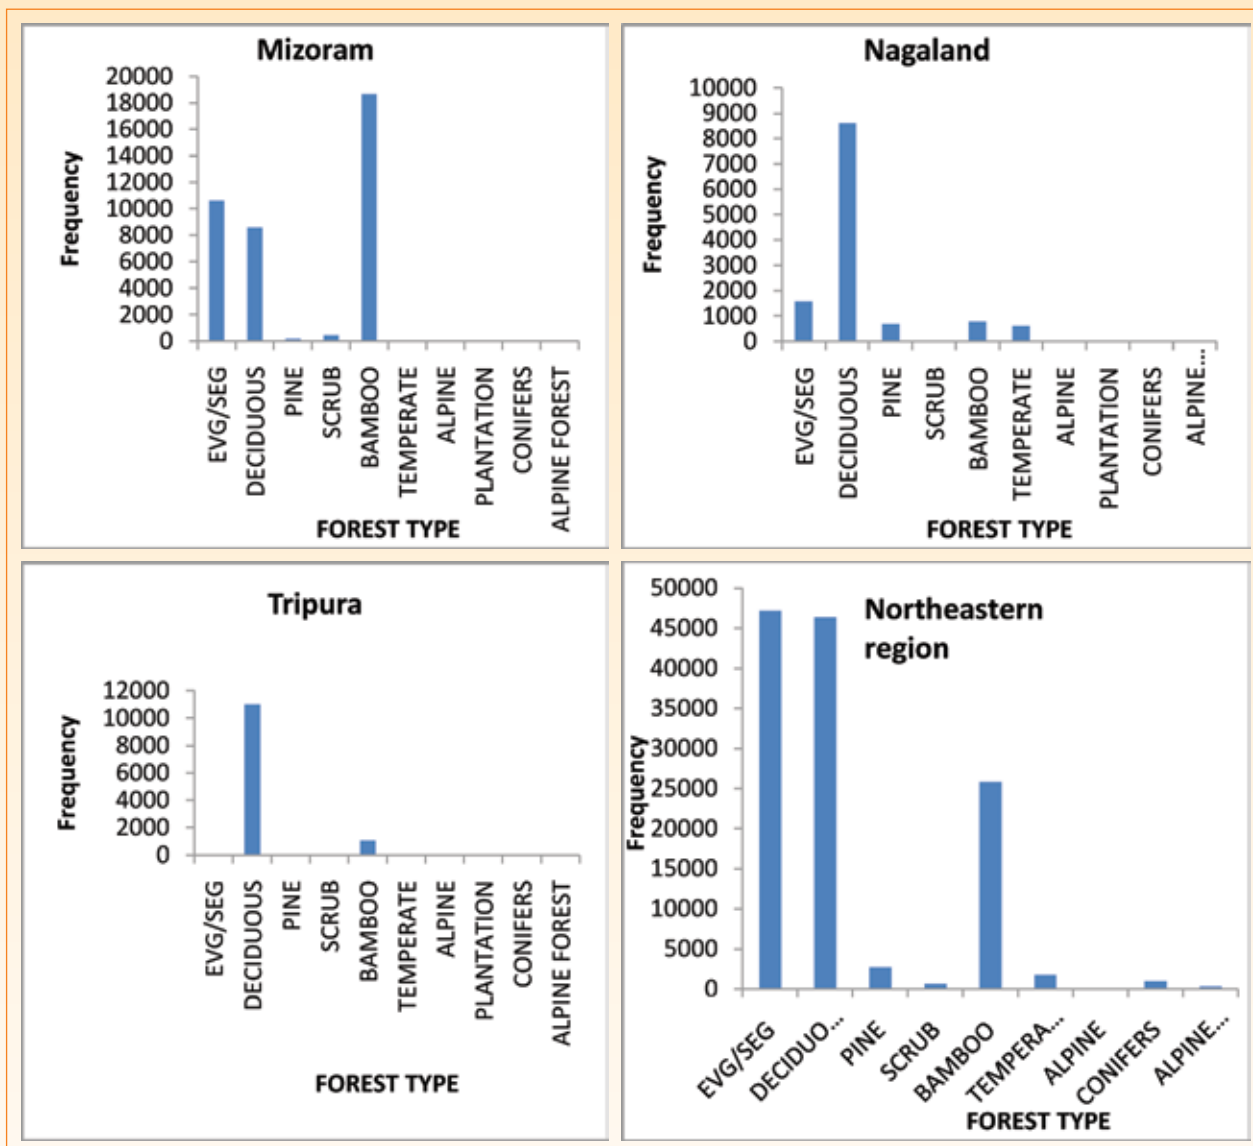 Mizoram
20000
18000
16000
14000
12000
10000
8000
6000
4000
2000
0
Frequency
EVG/SEG
DECIDUOUS
PINE
SCRUB
BAMBOO
TEMPERATE
ALPINE
PLANTATION
CONIFERS
ALPINE FOREST
FOREST TYPE
Nagaland
10000
9000
8000
7000
6000
5000
4000
3000
2000
1000
0
Frequency
EVG/SEG
DECIDUOUS
PINE
SCRUB
BAMBOO
TEMPERATE
ALPINE
PLANTATION
CONIFERS
ALPINE...
FOREST TYPE
Tripura
12000
10000
8000
6000
4000
2000
0
Frequency
EVG/SEG
DECIDUOUS
PINE
SCRUB
BAMBOO
TEMPERATE
ALPINE
PLANTATION
CONIFERS
ALPINE FOREST
FOREST TYPE
Northeastern
region
50000
45000
40000
35000
30000
25000
20000
15000
10000
5000
0
Frequency
EVG/SEG
DECIDUO...
PINE
SCRUB
BAMBOO
TEMPERA...
ALPINE
CONIFERS
ALPINE...
FOREST TYPE